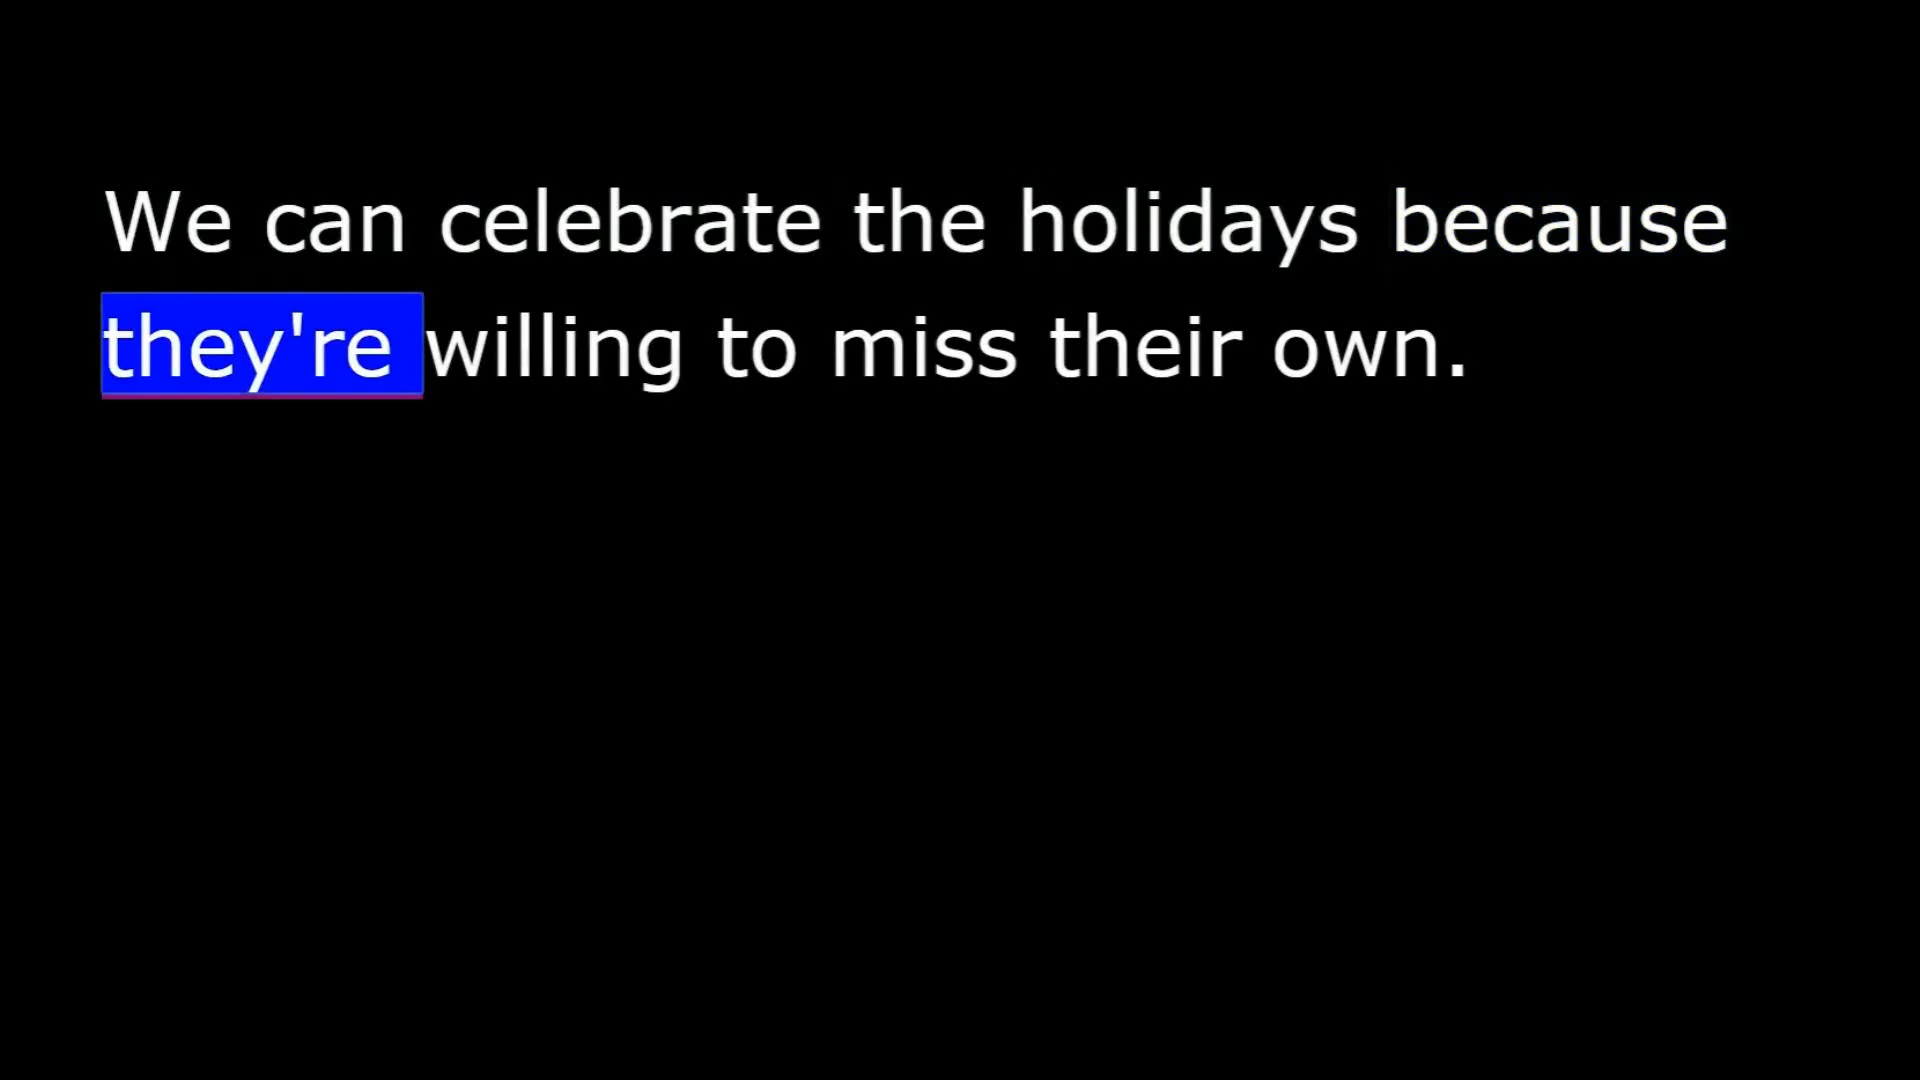 We can celebrate the holidays because
they're willing to miss their own.